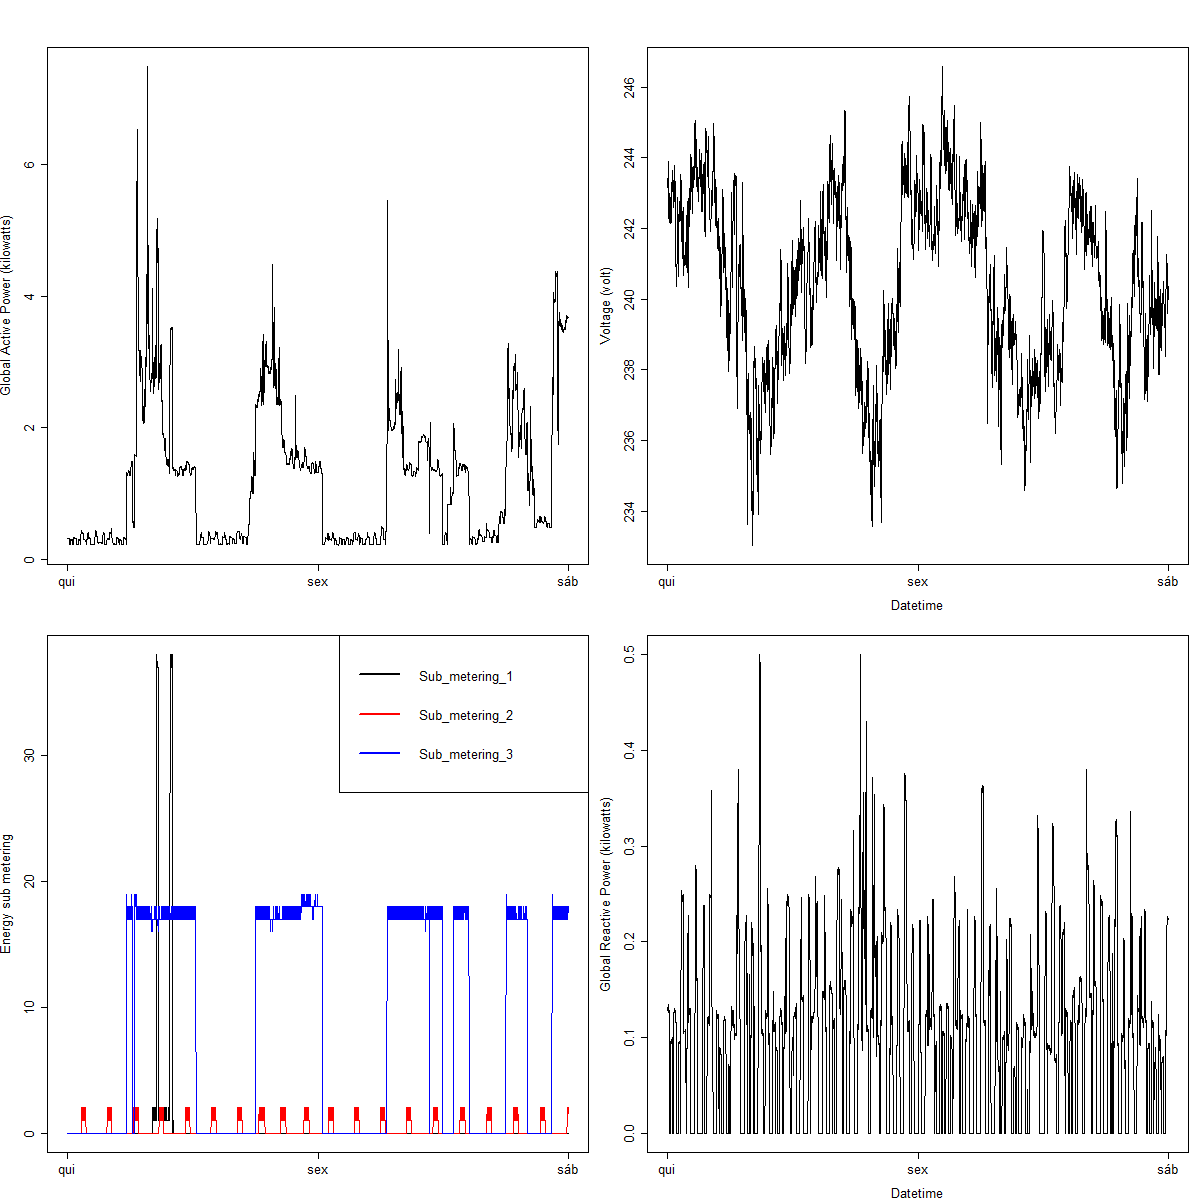 Global Active Power (kilowatts)
0
2
4
6
qui
sex
sáb
Voltage (volt)
234
236
238
240
242
244
246
qui
sex
sáb
Datetime
Energy sub metering
0
10
20
30
qui
sex
sáb
Sub_metering_1
Sub_metering_2
Sub_metering_3
Global Reactive Power (kilowatts)
0.0
0.1
0.2
0.3
0.4
0.5
qui
sex
sáb
Datetime